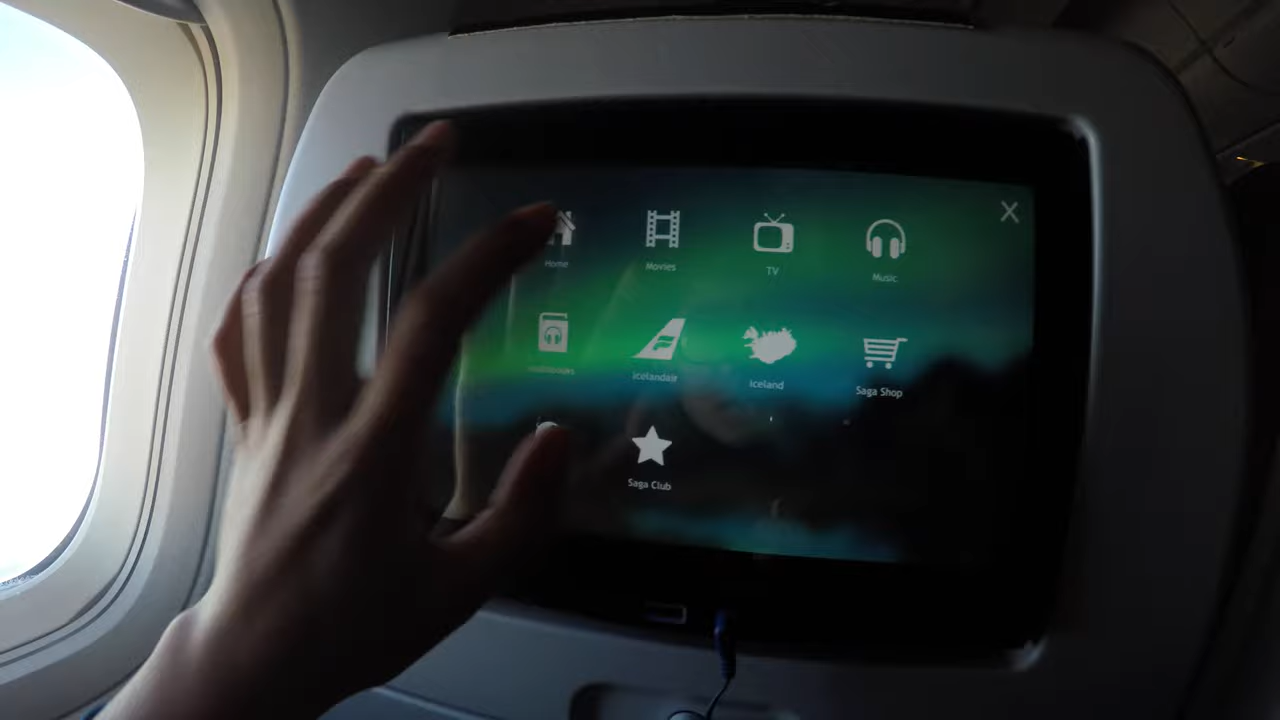 X
Home
Movies
TV
Music
Audiobooks
Icelandair
Iceland
Saga Shop
Saga Club